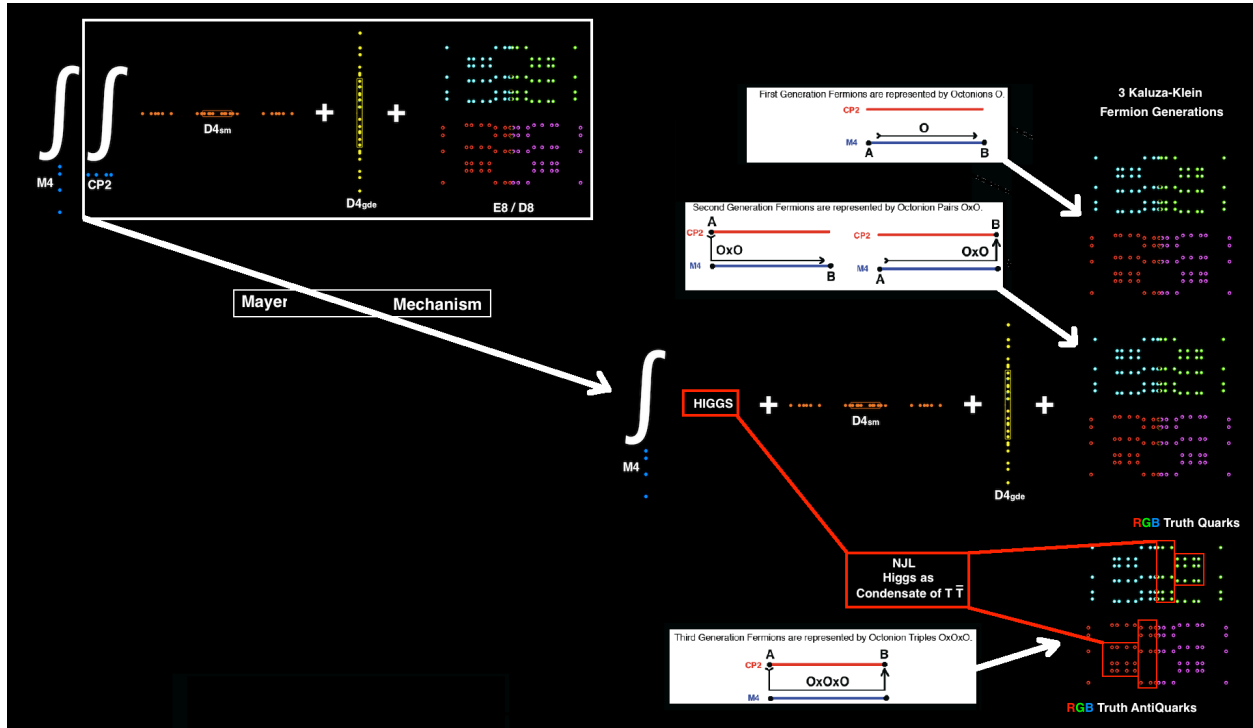 M4
CP2
D4sm
+
D4gde
+
E8 / D8
Mayer Mechanism
3 Kaluza-Klein
Fermion Generations
First Generation Fermions are represented by Octonions O.
CP2
O
M4
A
B
Second Generation Fermions are represented by Octonion Pairs OxO.
A
CP2
OxO
M4
B
B
CP2
OxO
M4
A
∫
M4
HIGGS
+
D4sm
+
D4gde
+
NJL
Higgs as
Condensate of T T̅
RGB Truth Quarks
Third Generation Fermions are represented by Octonion Triples OxOxO.
A
B
CP2
OxOxO
M4
RGB Truth AntiQuarks